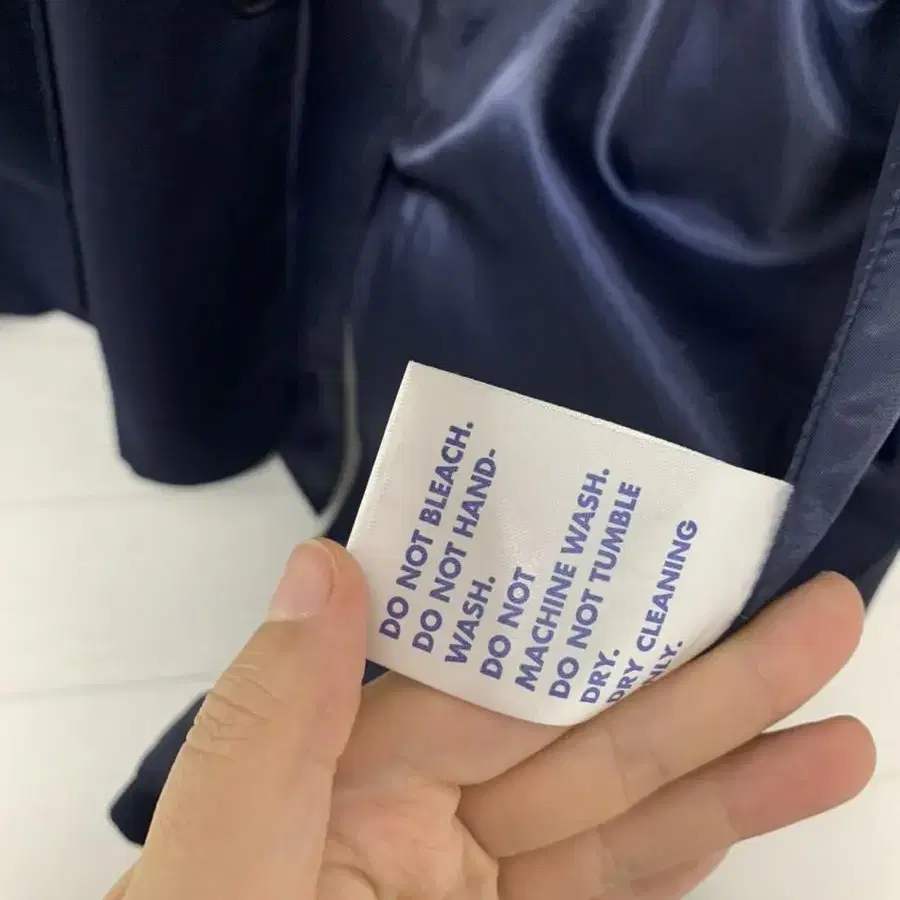 DO NOT BLEACH.
DO NOT HAND-
WASH.
DO NOT
MACHINE WASH.
DO NOT TUMBLE
DRY.
DRY CLEANING